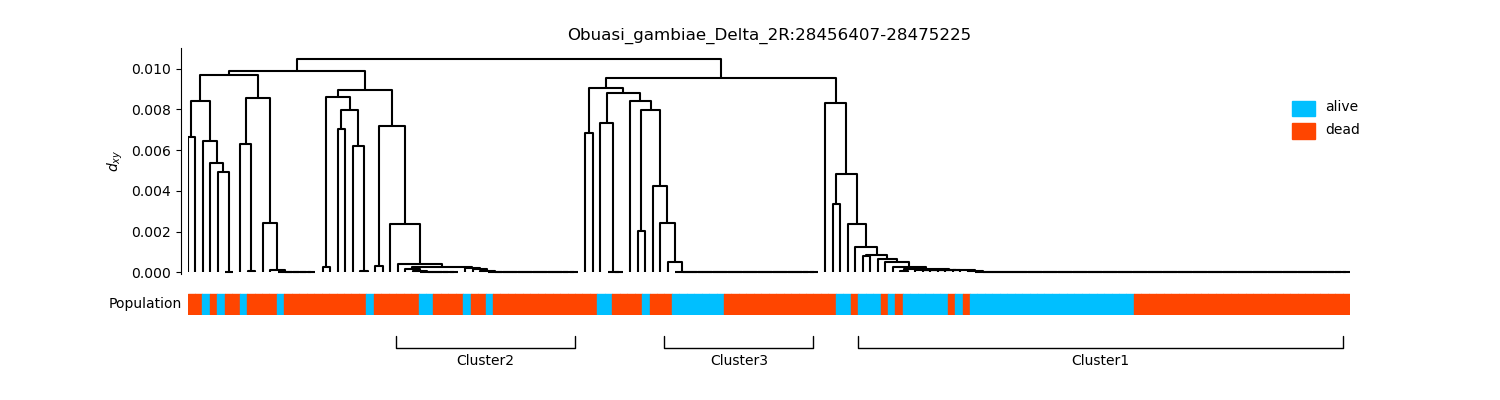 Obuasi_gambiae_Delta_2R:28456407-28475225
0.010
0.008
0.006
0.004
0.002
0.000
dxy
alive
dead
Population
Cluster2
Cluster3
Cluster1